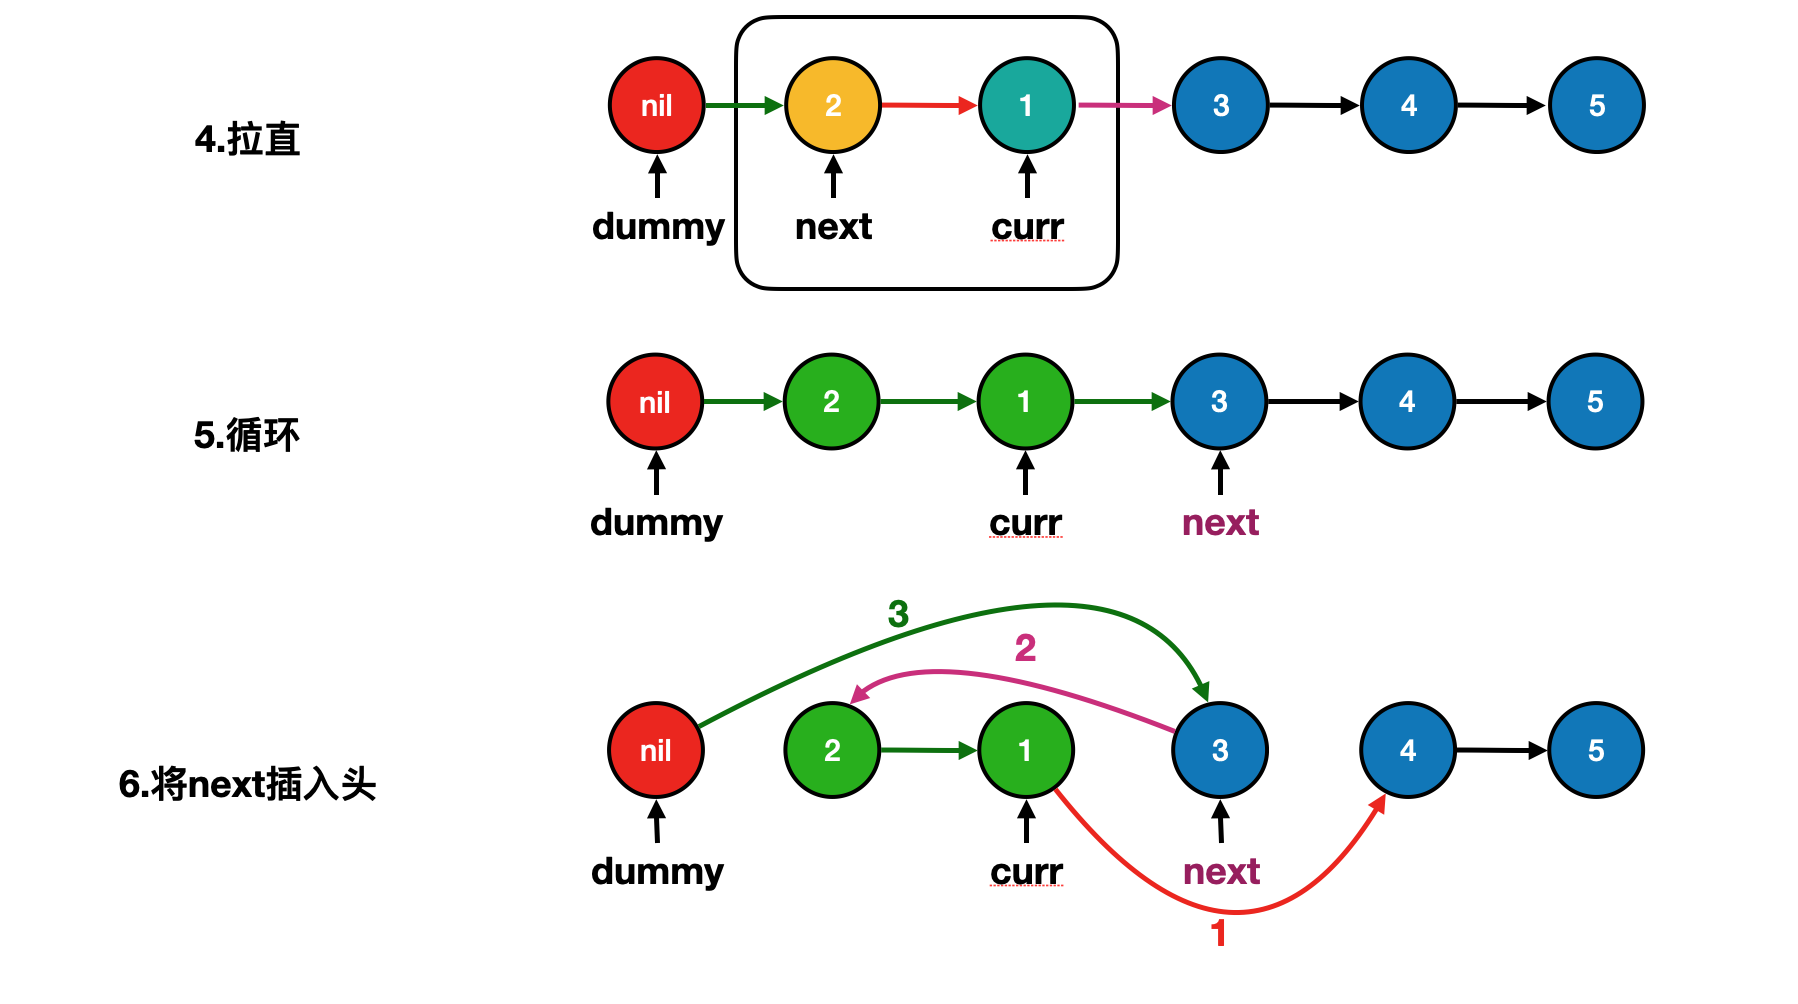 nil 2 1 3 4 5
4.拉直
dummy next curr
nil 2 1 3 4 5
5.循环
dummy curr next
3
2
nil 2 1 3 4 5
6.将next插入头
dummy curr next
1